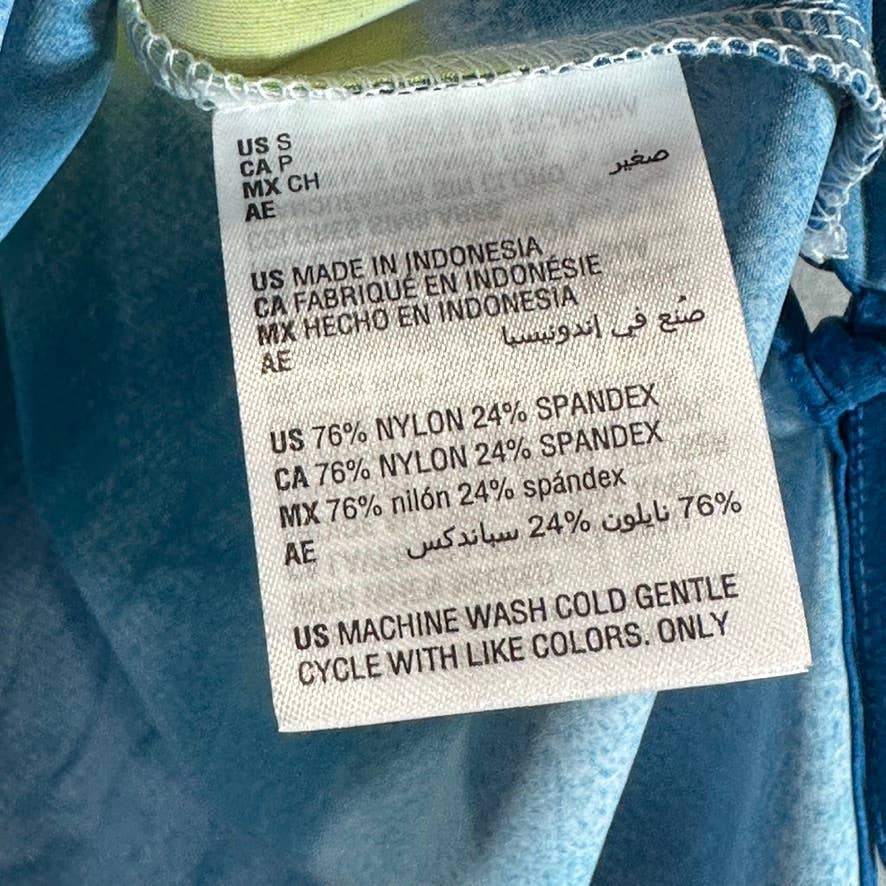 US S
CA P
MX CH
AE صغير
US MADE IN INDONESIA
CA FABRIQUÉ EN INDONÉSIE
MX HECHO EN INDONESIA
AE صُنع في إندونيسيا
US 76% NYLON 24% SPANDEX
CA 76% NYLON 24% SPANDEX
MX 76% nilón 24% spándex
AE 76% نايلون 24% سباندكس
US MACHINE WASH COLD GENTLE
CYCLE WITH LIKE COLORS. ONLY